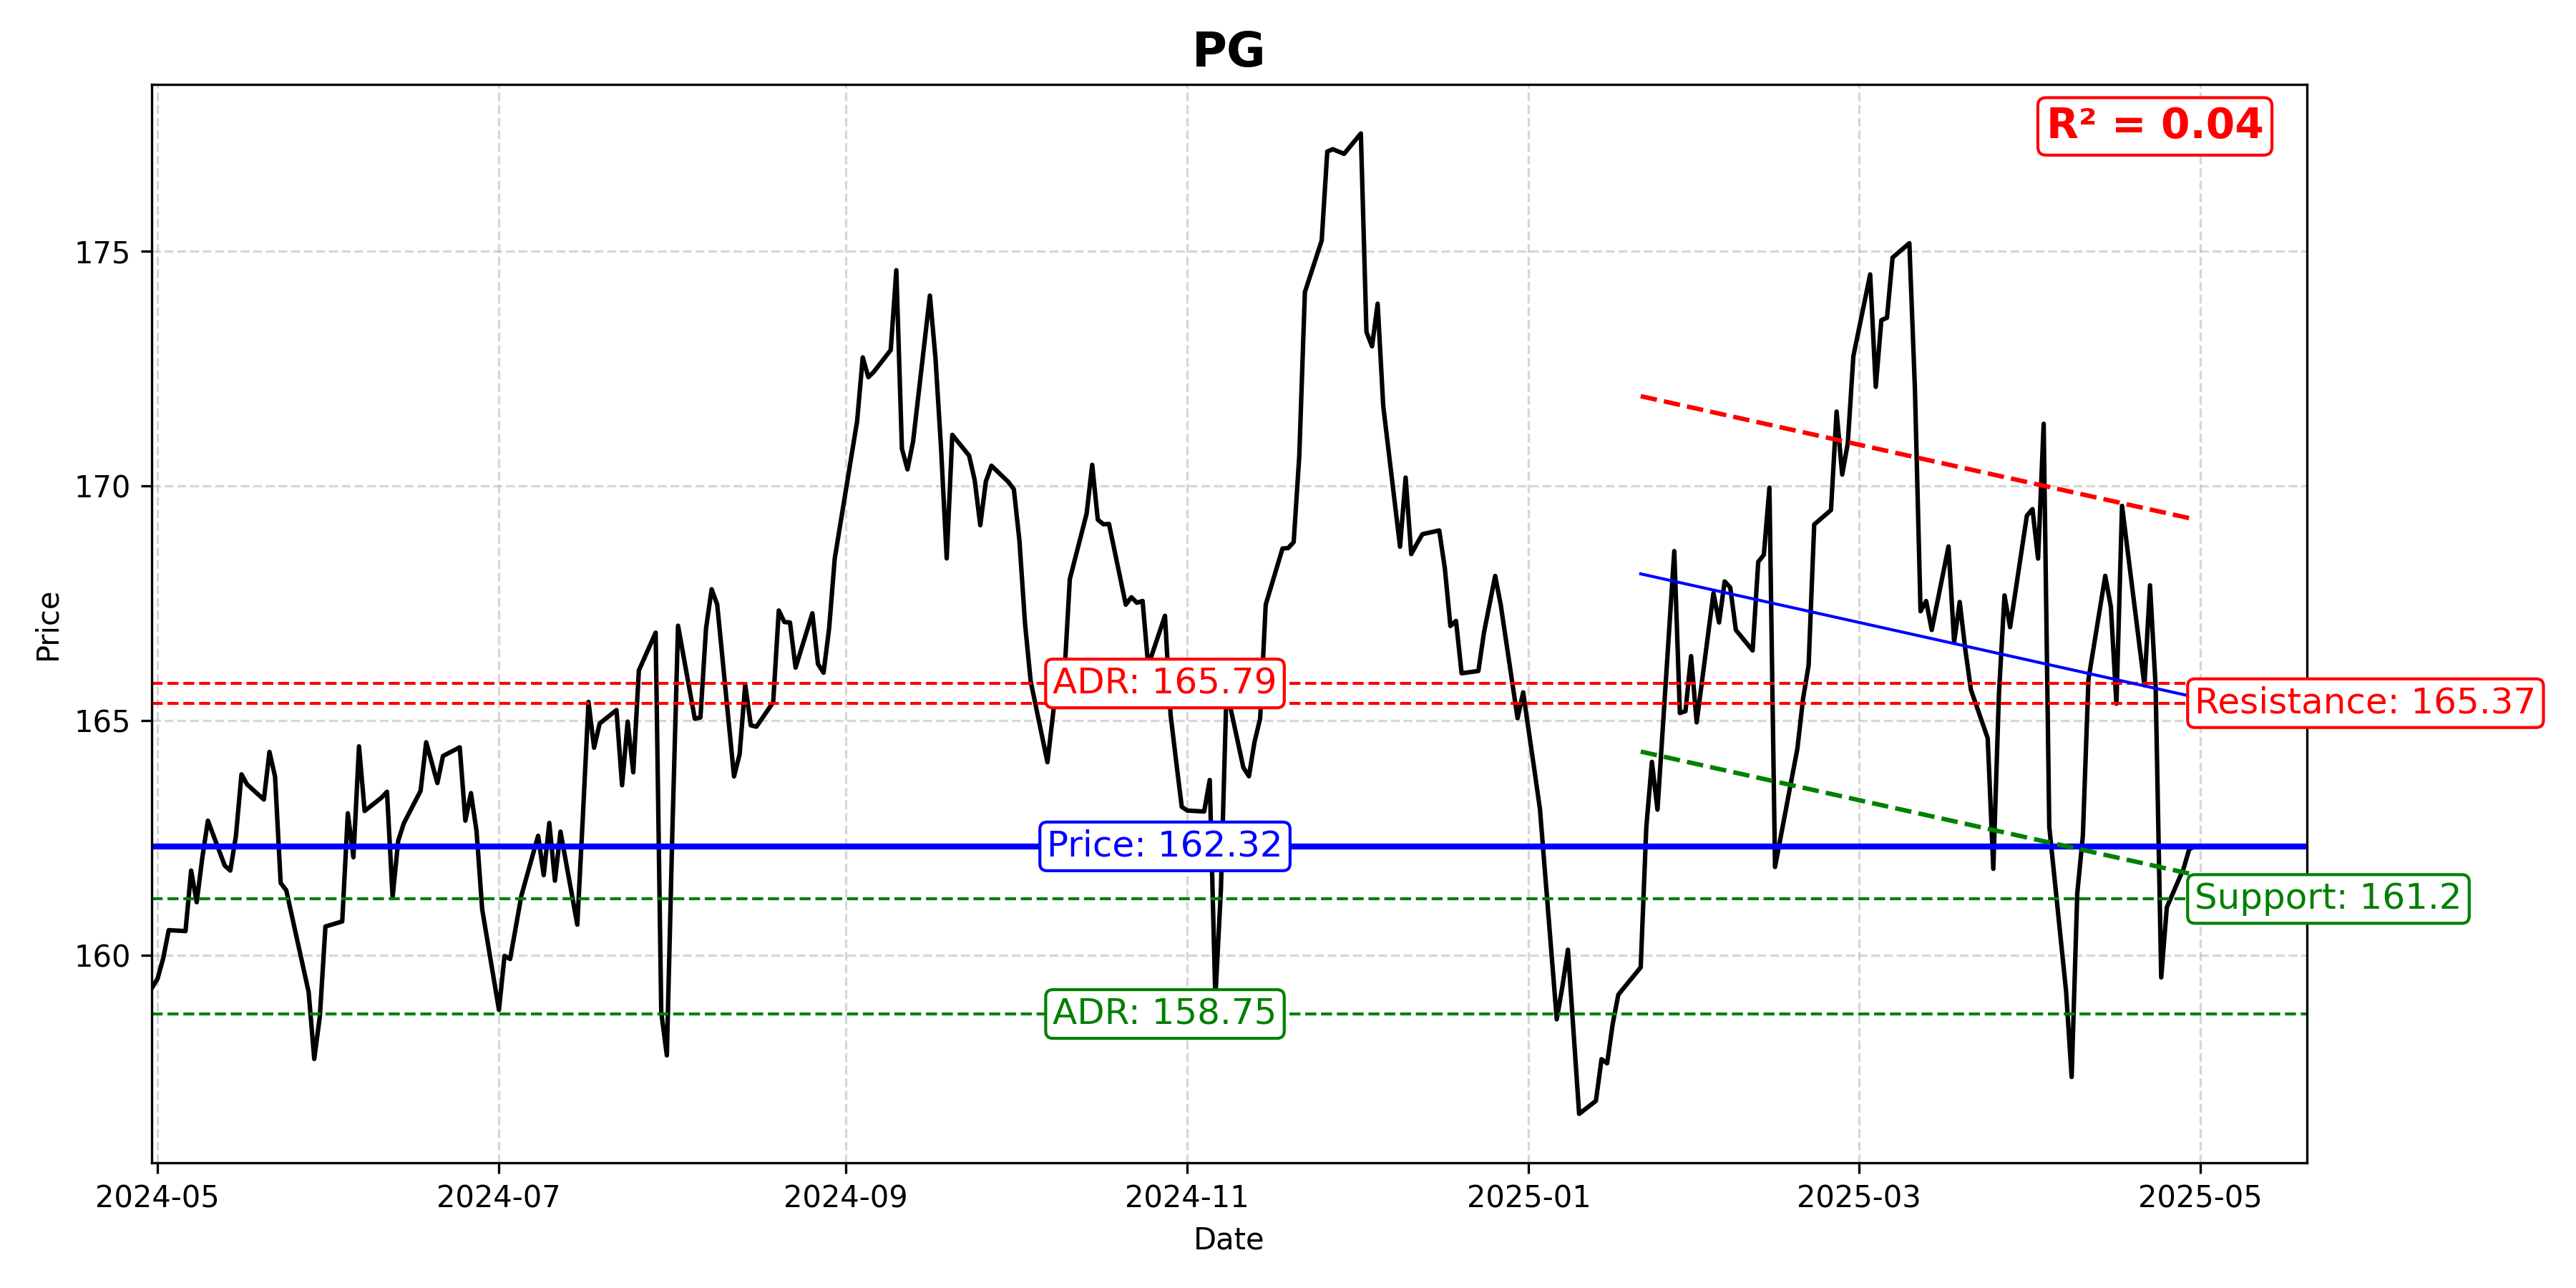 PG
R² = 0.04
175
170
165
160
Price
ADR: 165.79
Resistance: 165.37
Price: 162.32
Support: 161.2
ADR: 158.75
2024-05
2024-07
2024-09
2024-11
2025-01
2025-03
2025-05
Date